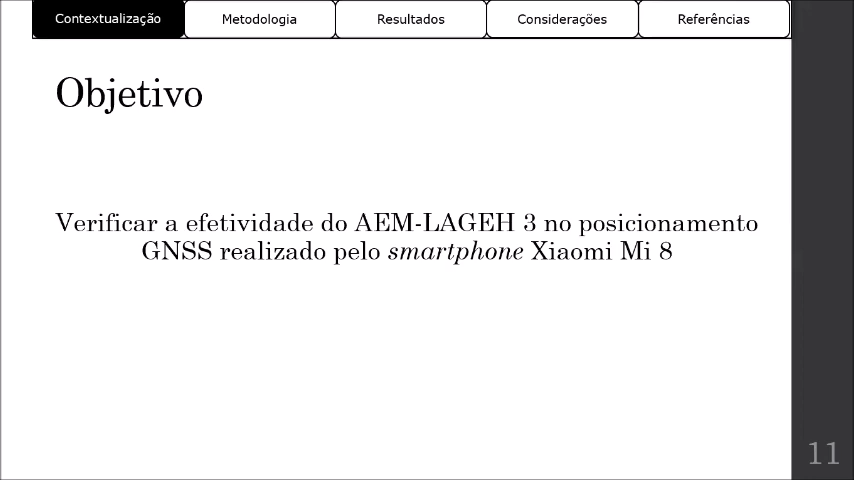 Contextualização Metodologia Resultados Considerações Referências
Objetivo
Verificar a efetividade do AEM-LAGEH 3 no posicionamento
GNSS realizado pelo smartphone Xiaomi Mi 8
11